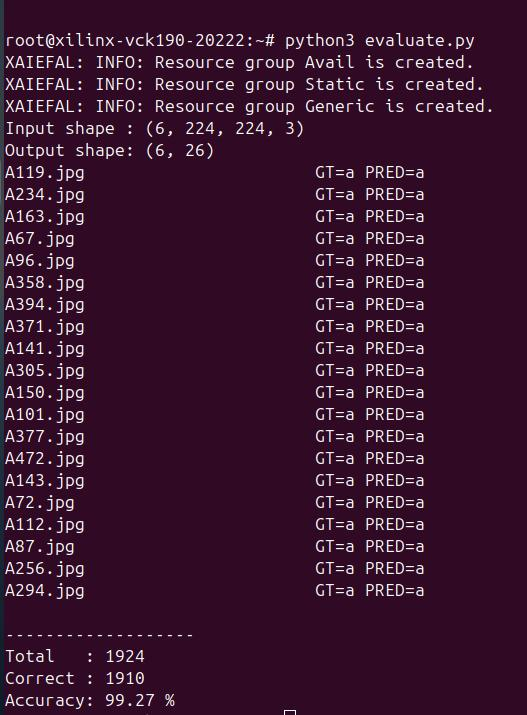 root@xilinx-vck190-20222:~# python3 evaluate.py
XAIEFAL: INFO: Resource group Avail is created.
XAIEFAL: INFO: Resource group Static is created.
XAIEFAL: INFO: Resource group Generic is created.
Input shape : (6, 224, 224, 3)
Output shape: (6, 26)
A119.jpg                       GT=a PRED=a
A234.jpg                       GT=a PRED=a
A163.jpg                       GT=a PRED=a
A67.jpg                        GT=a PRED=a
A96.jpg                        GT=a PRED=a
A358.jpg                       GT=a PRED=a
A394.jpg                       GT=a PRED=a
A371.jpg                       GT=a PRED=a
A141.jpg                       GT=a PRED=a
A305.jpg                       GT=a PRED=a
A150.jpg                       GT=a PRED=a
A101.jpg                       GT=a PRED=a
A377.jpg                       GT=a PRED=a
A472.jpg                       GT=a PRED=a
A143.jpg                       GT=a PRED=a
A72.jpg                        GT=a PRED=a
A112.jpg                       GT=a PRED=a
A87.jpg                        GT=a PRED=a
A256.jpg                       GT=a PRED=a
A294.jpg                       GT=a PRED=a
-------------------
Total   : 1924
Correct : 1910
Accuracy: 99.27 %